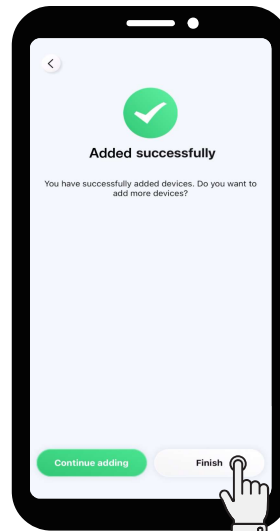 Added successfully
You have successfully added devices. Do you want to
add more devices?
Continue adding
Finish